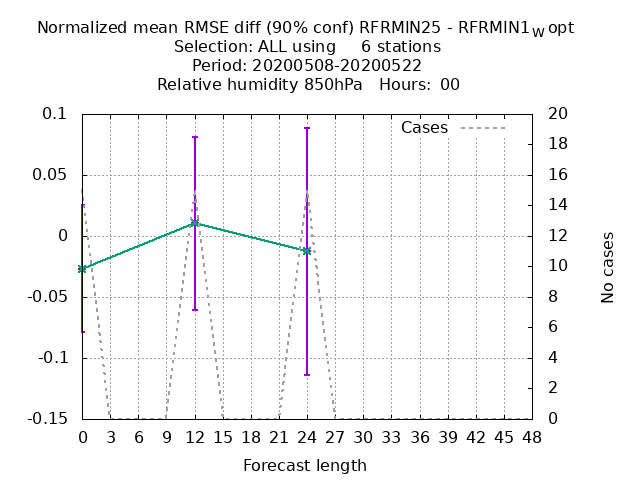 Normalized mean RMSE diff (90% conf) RFRMIN25 - RFRMIN1wopt
Selection: ALL using 6 stations
Period: 20200508-20200522
Relative humidity 850hPa Hours: 00
Cases
0.1
0.05
0
-0.05
-0.1
-0.15
20
18
16
14
12
10
8
6
4
2
0
No cases
0 3 6 9 12 15 18 21 24 27 30 33 36 39 42 45 48
Forecast length